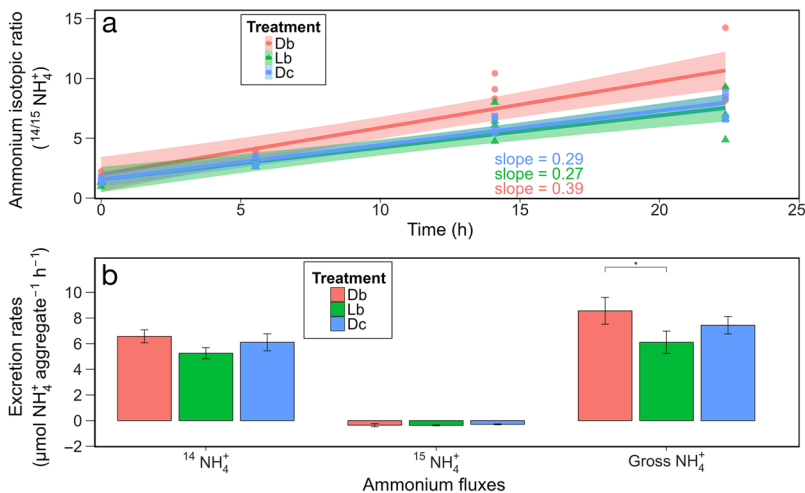 a
Treatment
Db
Lb
Dc
Ammonium isotopic ratio
(14/15 NH4+)
15
10
5
0
slope = 0.29
slope = 0.27
slope = 0.39
0 5 10 15 20 25
Time (h)
b
Treatment
Db
Lb
Dc
*
Excretion rates
(μmol NH4+ aggregate−1 h−1)
10
8
6
4
2
0
−2
14 NH4+ 15 NH4+ Gross NH4+
Ammonium fluxes